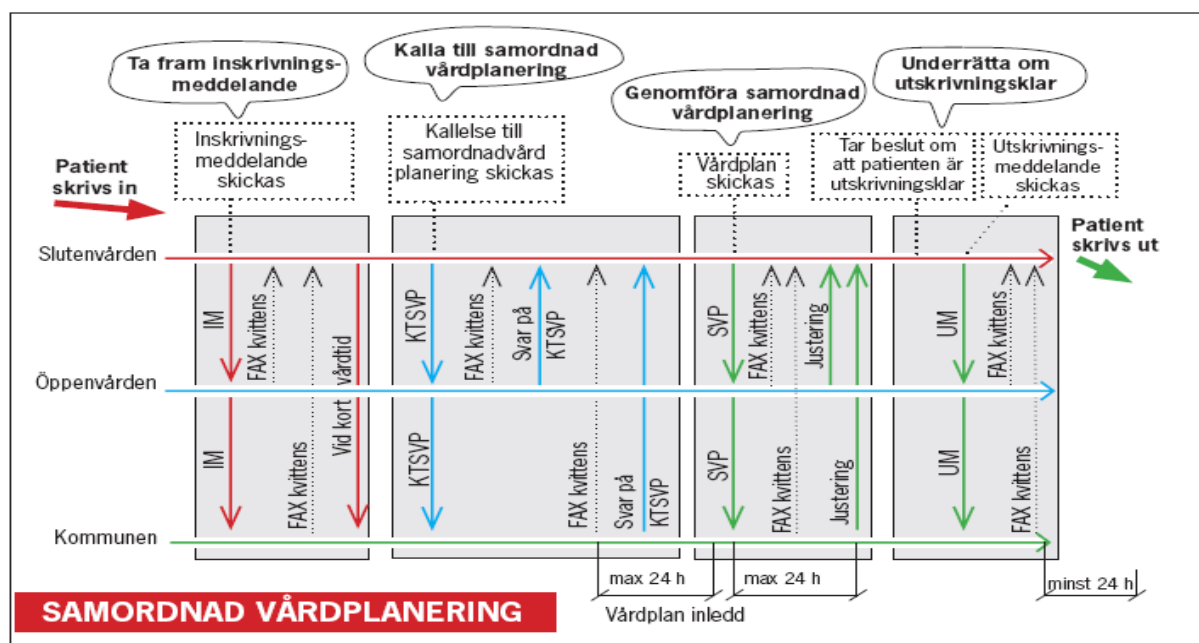 Ta fram inskrivnings-
meddelande
Kalla till samordnad
vårdplanering
Genomföra samordnad
vårdplanering
Underrätta om
utskrivningsklar
Inskrivnings-
meddelande
skickas
Kallelse till
samordnadvård
planering skickas
Vårdplan
skickas
Tar beslut om
att patienten är
utskrivningsklar
Utskrivnings-
meddelande
skickas
Patient
skrivs in
Patient
skrivs ut
Slutenvården
IM
FAX kvittens
Vid kort vårdtid
KTSVP
FAX kvittens
Svar på
KTSVP
SVP
FAX kvittens
Justering
UM
FAX kvittens
Öppenvården
IM
FAX kvittens
KTSVP
FAX kvittens
Svar på
KTSVP
SVP
FAX kvittens
Justering
UM
FAX kvittens
Kommunen
max 24 h
max 24 h
minst 24 h
Vårdplan inledd
SAMORDNAD VÅRDPLANERING